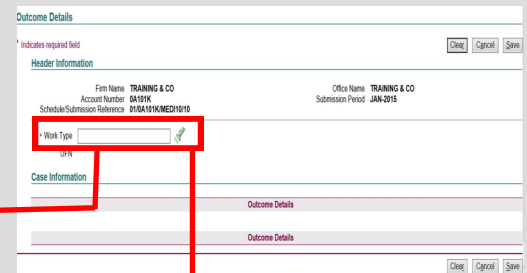 Outcome Details
* Indicates required field
Clear Cancel Save
Header Information
Firm Name TRAINING & CO Office Name TRAINING & CO
Account Number 0A101K Submission Period JAN-2015
Schedule/Submission Reference 01/0A101K/MEDI10/10
* Work Type
UFN
Case Information
Outcome Details
Outcome Details
Clear Cancel Save